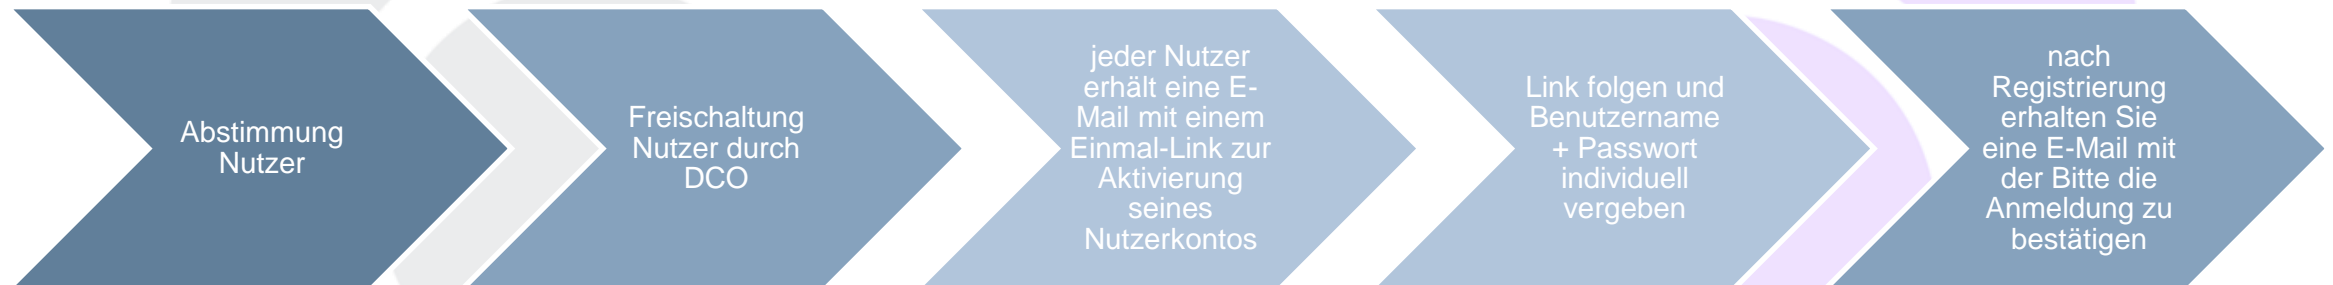 Abstimmung
Nutzer
Freischaltung
Nutzer durch
DCO
jeder Nutzer
erhält eine E-
Mail mit einem
Einmal-Link zur
Aktivierung
seines
Nutzerkontos
Link folgen und
Benutzername
+ Passwort
individuell
vergeben
nach
Registrierung
erhalten Sie
eine E-Mail mit
der Bitte die
Anmeldung zu
bestätigen